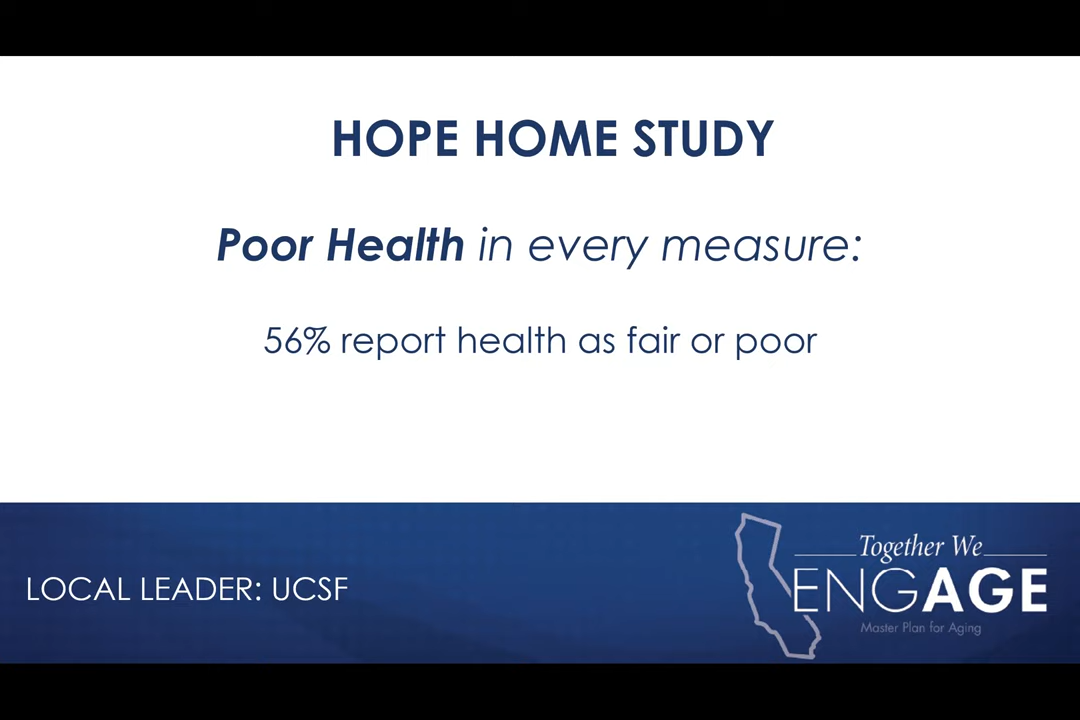 HOPE HOME STUDY
Poor Health in every measure:
56% report health as fair or poor
LOCAL LEADER: UCSF
Together We
ENGAGE
Master Plan for Aging